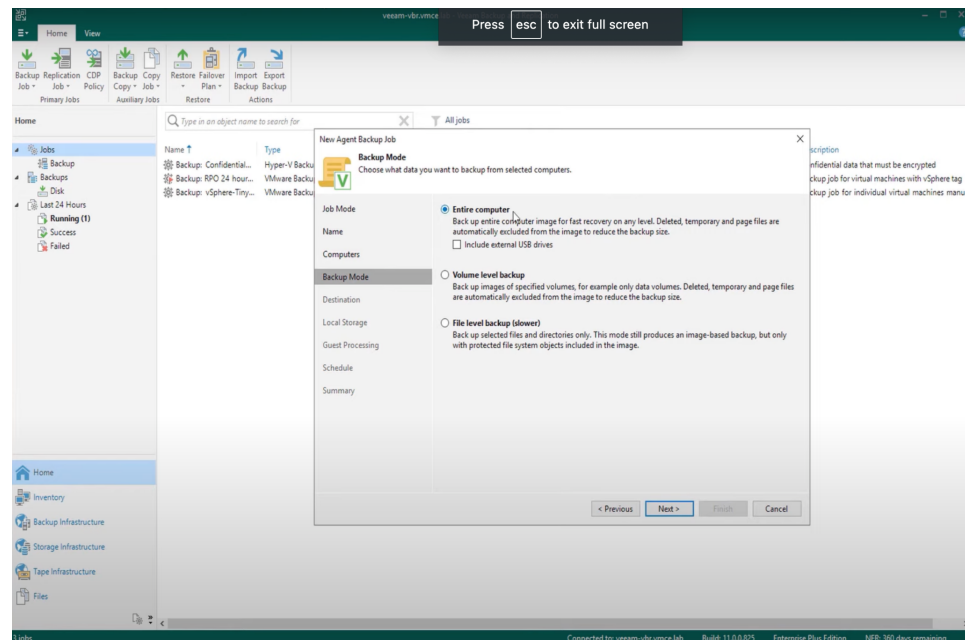 veeam-vbr.vmce
Press esc to exit full screen
Home View
Backup Job
Replication Job
CDP Policy
Backup Copy
Copy Job
Restore
Failover Plan
Import Backup
Export Backup
Primary Jobs
Auxiliary Jobs
Restore
Actions
Home
Type in an object name to search for
All jobs
Jobs
Backup
Backups
Disk
Last 24 Hours
Running (1)
Success
Failed
Name Type
Backup: Confidential... Hyper-V Backu
Backup: RPO 24 hour... VMware Backu
Backup: vSphere-Tiny... VMware Backu
scription
nfidential data that must be encrypted
ckup job for virtual machines with vSphere tag
ckup job for individual virtual machines manu
New Agent Backup Job
Backup Mode
Choose what data you want to backup from selected computers.
Job Mode
Name
Computers
Backup Mode
Destination
Local Storage
Guest Processing
Schedule
Summary
Entire computer
Back up entire computer image for fast recovery on any level. Deleted, temporary and page files are
automatically excluded from the image to reduce the backup size.
Include external USB drives
Volume level backup
Back up images of specified volumes, for example only data volumes. Deleted, temporary and page files
are automatically excluded from the image to reduce the backup size.
File level backup (slower)
Back up selected files and directories only. This mode still produces an image-based backup, but only
with protected file system objects included in the image.
< Previous Next > Finish Cancel
Home
Inventory
Backup Infrastructure
Storage Infrastructure
Tape Infrastructure
Files
3 jobs
Connected to: veeam-vbr.vmce.lab Build: 11.0.0.825 Enterprise Plus Edition NFR: 360 days remaining